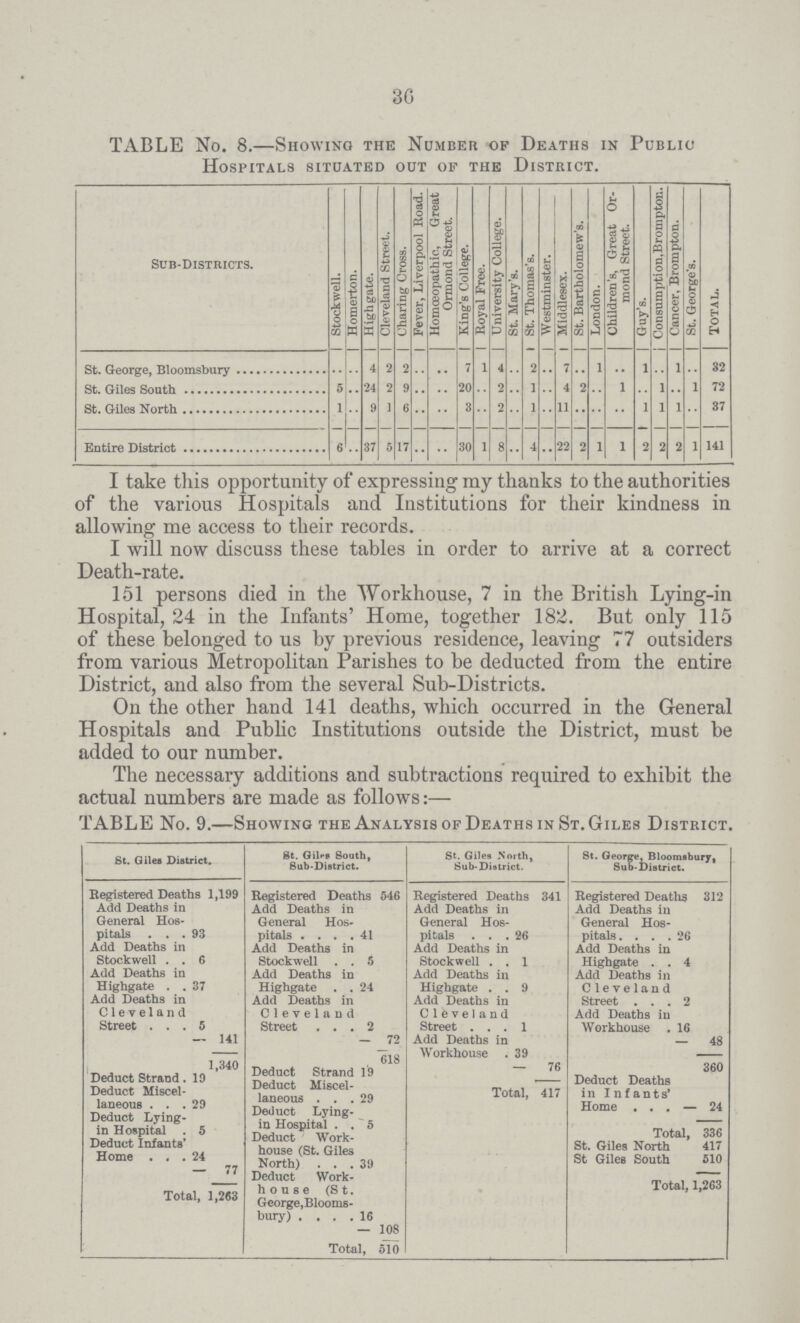 36
TABLE No. 8.—Showing the Number of Deaths in Public
Hospitals situated out of the District.
Sub-Districts. | Stockwell. | Homerton. | Highgate. | Cleveland Street. | Charing Cross. | Fever, Liverpool Road. | Homœopathic, Great Ormond Street. | King's College. | Royal Free. | University College. | St. Mary's. | St. Thomas's. | Westminster. | Middlesex. | St. Bartholomew's. | London. | Children's, Great Ormond Street. | Guy's. | Consumption, Brompton. | Cancer, Brompton. | St. George's. | Total.
St. George, Bloomsbury .. .. 4 2 2 .. .. 7 1 4 .. 2 .. 7 .. 1 .. 1 .. 1 .. 32
St. Giles South 5 .. 24 2 9 .. .. 20 .. 2 .. 1 .. 4 2 .. 1 .. 1 .. 1 72
St. Giles North 1 .. 9 1 6 .. .. 3 .. 2 .. 1 .. 11 .. .. .. 1 1 1 .. 37
Entire District 6 .. 37 5 17 .. .. 30 1 8 .. 4 .. 22 2 1 1 2 2 2 1 141
I take this opportunity of expressing my thanks to the authorities
of the various Hospitals and Institutions for their kindness in
allowing me access to their records.
I will now discuss these tables in order to arrive at a correct
Death-rate.
151 persons died in the Workhouse, 7 in the British Lying-in
Hospital, 24 in the Infants' Home, together 182. But only 115
of these belonged to us by previous residence, leaving 77 outsiders
from various Metropolitan Parishes to be deducted from the entire
District, and also from the several Sub-Districts.
On the other hand 141 deaths, which occurred in the General
Hospitals and Public Institutions outside the District, must be
added to our number.
The necessary additions and subtractions required to exhibit the
actual numbers are made as follows:—
TABLE No. 9.—Showing the Analysis of Deaths in St. Giles District.
St. Giles District.
Registered Deaths 1,199
Add Deaths in
General Hos-
pitals . . . 93
Add Deaths in
Stockwell . . 6
Add Deaths in
Highgate . . 37
Add Deaths in
Cleveland
Street . . . 5
— 141
1,340
Deduct Strand . 19
Deduct Miscel-
laneous . . . 29
Deduct Lying-
in Hospital . 5
Deduct Infants'
Home . . . 24
— 77
Total, 1,263
St. Giles South,
Sub-District.
Registered Deaths 546
Add Deaths in
General Hos-
pitals . . . . 41
Add Deaths in
Stockwell . . 5
Add Deaths in
Highgate . . 24
Add Deaths in
Cleveland
Street . . . 2
— 72
618
Deduct Strand 19
Deduct Miscel-
laneous . . . 29
Deduct Lying-
in Hospital . . 5
Deduct Work-
house (St. Giles
North) . . . 39
Deduct Work-
house (St.
George, Blooms-
bury) . . . . 16
— 108
Total, 510
St. Giles North,
Sub-District.
Registered Deaths 341
Add Deaths in
General Hos-
pitals . . . 26
Add Deaths in
Stockwell . . 1
Add Deaths in
Highgate . . 9
Add Deaths in
Cleveland
Street . . . 1
Add Deaths in
Workhouse . 39
— 76
Total, 417
St. George, Bloomsbury,
Sub-District.
Registered Deaths 312
Add Deaths in
General Hos-
pitals. . . . 26
Add Deaths in
Highgate . . 4
Add Deaths in
Cleveland
Street . . . 2
Add Deaths in
Workhouse . 16
— 48
360
Deduct Deaths
in Infants'
Home . . . — 24
Total, 336
St. Giles North 417
St Giles South 510
Total, 1,263